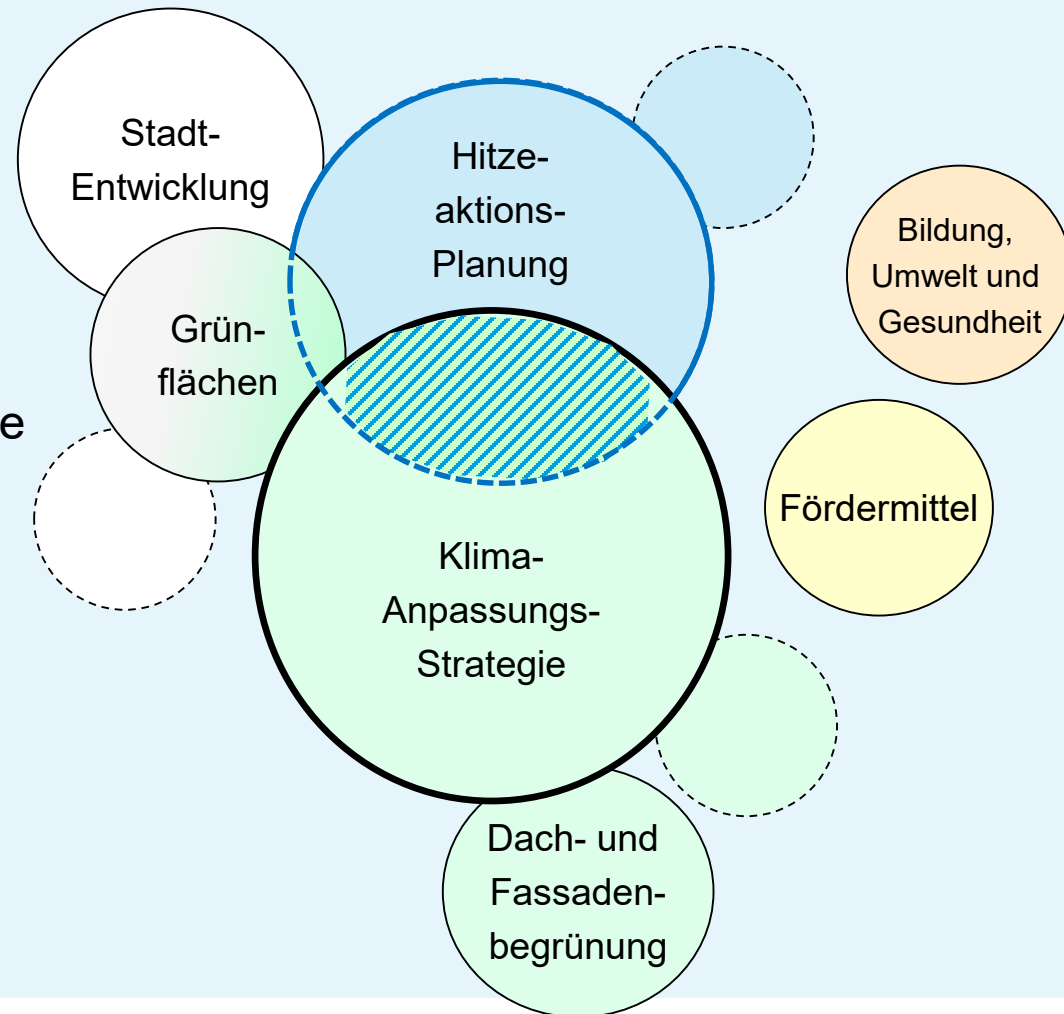 Stadt-
Entwicklung
Hitze-
aktions-
Planung
Bildung,
Umwelt und
Gesundheit
Grün-
flächen
e
Fördermittel
Klima-
Anpassungs-
Strategie
Dach- und
Fassaden-
begrünung